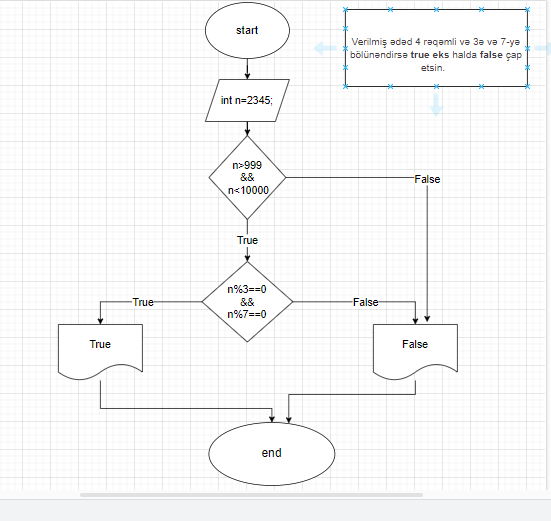 start
Verilmiş ədəd 4 rəqəmli və 3ə və 7-yə
bölünəndirsə true eks halda false çap
etsin.
int n=2345;
n>999
&&
n<10000
False
True
n%3==0
&&
n%7==0
True
False
True
False
end